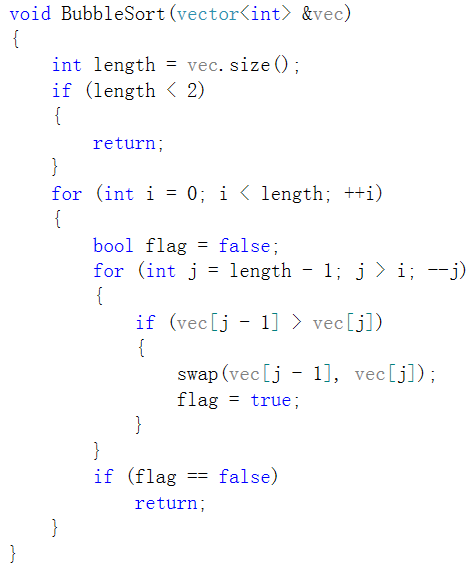 void BubbleSort(vector<int> &vec)
{
    int length = vec.size();
    if (length < 2)
    {
        return;
    }
    for (int i = 0; i < length; ++i)
    {
        bool flag = false;
        for (int j = length - 1; j > i; --j)
        {
            if (vec[j - 1] > vec[j])
            {
                swap(vec[j - 1], vec[j]);
                flag = true;
            }
        }
        if (flag == false)
            return;
    }
}